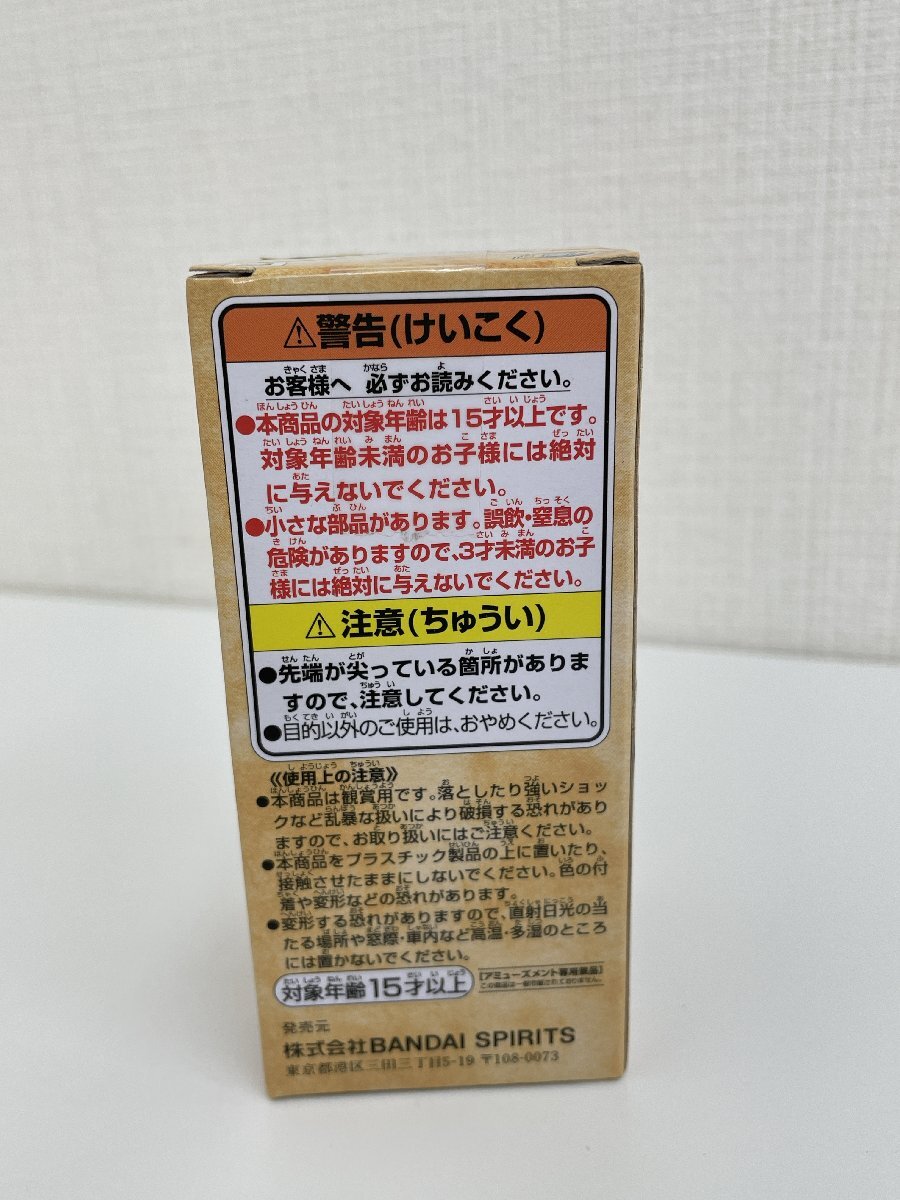 ⚠警告(けいこく)
お客様へ 必ずお読みください。
●本商品の対象年齢は15才以上です。
対象年齢未満のお子様には絶対
に与えないでください。
●小さな部品があります。誤飲・窒息の
危険がありますので、3才未満のお子
様には絶対に与えないでください。
⚠注意(ちゅうい)
●先端が尖っている箇所がありま
すので、注意してください。
●目的以外のご使用は、おやめください。
《使用上の注意》
●本商品は観賞用です。落としたり強いショッ
クなど乱暴な扱いにより破損する恐れがあり
ますので、お取り扱いにはご注意ください。
●本商品をプラスチック製品の上に置いたり、
接触させたままにしないでください。色の付
着や変形などの恐れがあります。
●変形する恐れがありますので、直射日光の当
たる場所や窓際・車内など高温・多湿のところ
には置かないでください。
対象年齢15才以上
[アミューズメント専用景品]
この景品は一般市販されておりません。
発売元
株式会社BANDAI SPIRITS
東京都港区三田三丁目5-19 〒108-0073